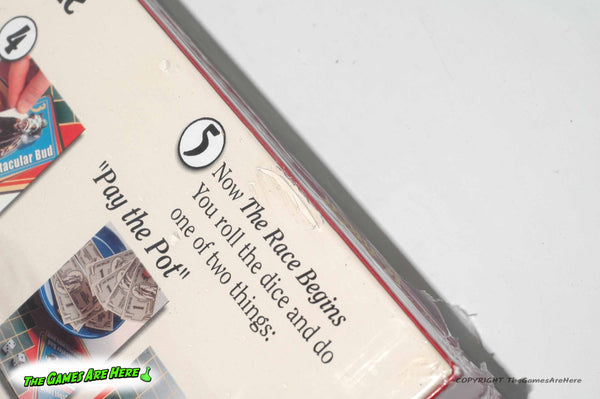 4
tacular Bud
5
Now The Race Begins
You roll the dice and do
one of two things:
"Pay the Pot"
THE GAMES ARE HERE
COPYRIGHT TheGamesAreHere